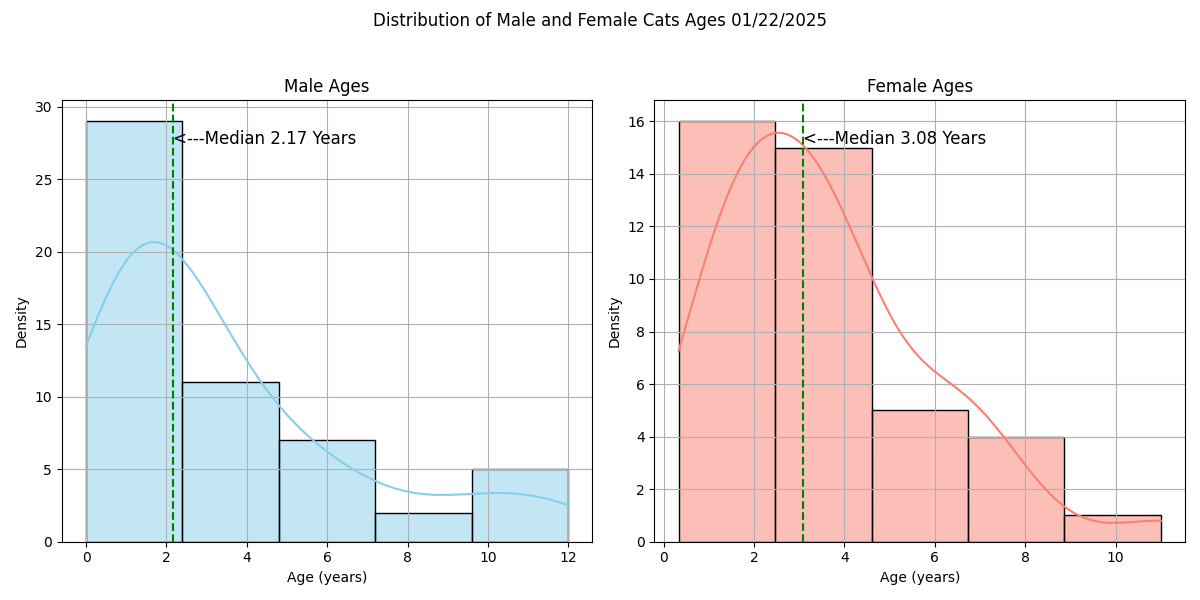 Distribution of Male and Female Cats Ages 01/22/2025
Male Ages
30
25
20
15
10
5
0
Density
<---Median 2.17 Years
0 2 4 6 8 10 12
Age (years)
Female Ages
16
14
12
10
8
6
4
2
0
Density
<---Median 3.08 Years
0 2 4 6 8 10
Age (years)